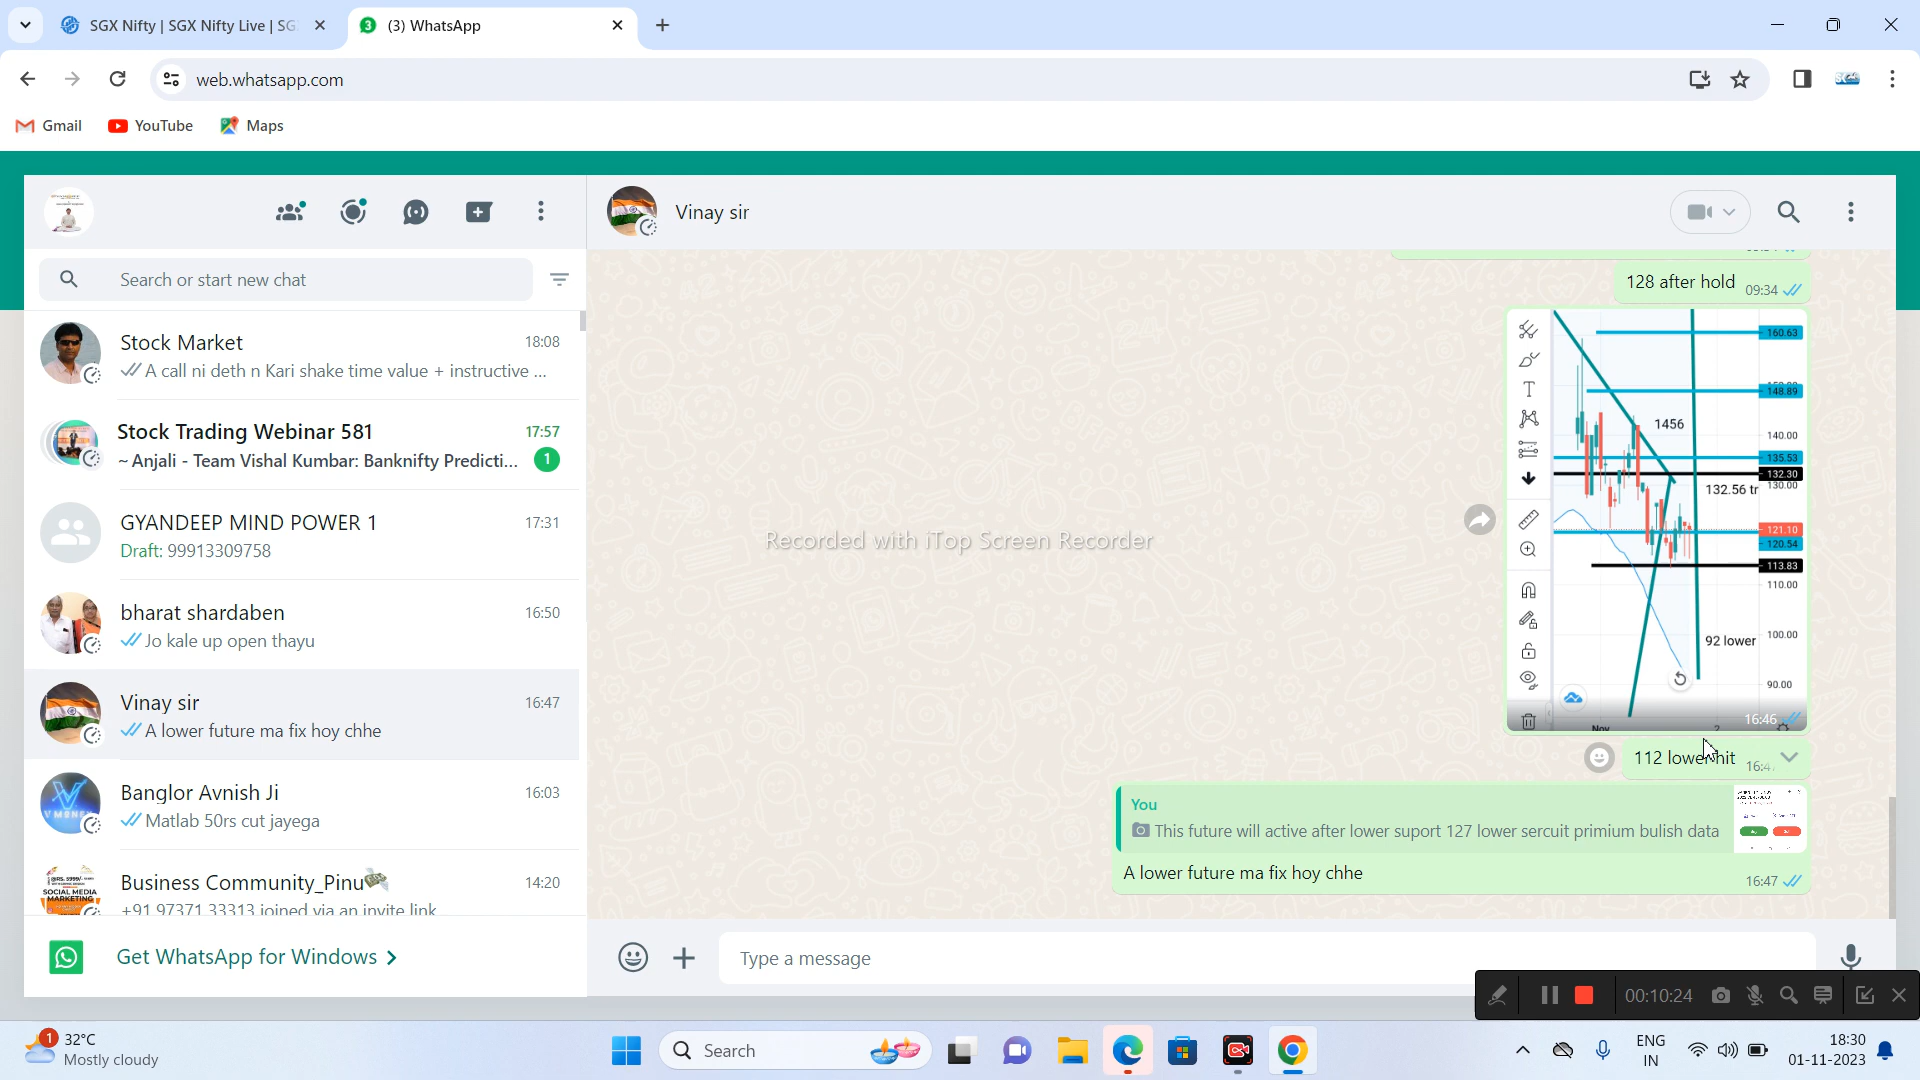 SGX Nifty | SGX Nifty Live | SG
(3) WhatsApp
web.whatsapp.com
Gmail
YouTube
Maps
Vinay sir
Search or start new chat
Stock Market
18:08
A call ni deth n Kari shake time value + instructive ...
Stock Trading Webinar 581
17:57
~ Anjali - Team Vishal Kumbar: Banknifty Predicti...
1
GYANDEEP MIND POWER 1
17:31
Draft: 99913309758
bharat shardaben
16:50
Jo kale up open thayu
Vinay sir
16:47
A lower future ma fix hoy chhe
Banglor Avnish Ji
16:03
Matlab 50rs cut jayega
Business Community_Pinu
14:20
+91 97371 33313 joined via an invite link
Get WhatsApp for Windows
128 after hold
09:34
160.63
148.89
1456
140.00
135.53
132.30
130.00
132.56 tr
121.10
120.54
113.83
110.00
100.00
92 lower
90.00
16:46
Nov
2
Recorded with iTop Screen Recorder
112 lower hit
You
This future will active after lower suport 127 lower sercuit primium bulish data
A lower future ma fix hoy chhe
16:47
Type a message
00:10:24
1
32°C
Mostly cloudy
Search
ENG
IN
18:30
01-11-2023